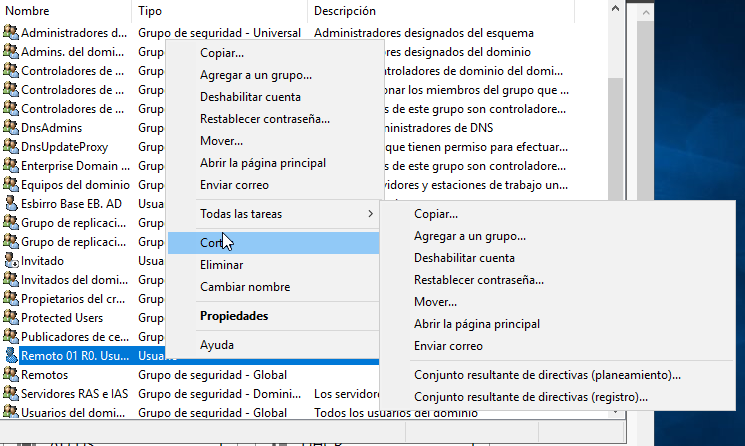 Nombre Tipo Descripción
Administradores d... Grupo de seguridad - Universal Administradores designados del esquema
Admins. del domi... Grupo designados del dominio
Controladores de ... Grup ntroladores de dominio del domi...
Controladores de ... Grup onar los miembros del grupo que ...
Controladores de ... Grup s de este grupo son controladore...
DnsAdmins Grup nistradores de DNS
DnsUpdateProxy Grup que tienen permiso para efectuar...
Enterprise Domain ... Grup s de este grupo son controladore...
Equipos del dominio Grup vidores y estaciones de trabajo un...
Esbirro Base EB. AD Usua
Grupo de replicaci... Grup
Grupo de replicaci... Grup
Invitado Usua
Invitados del domi... Grup
Propietarios del cr... Grup
Protected Users Grup
Publicadores de ce... Grup
Remoto 01 R0. Usu... Usuario
Remotos Grupo de seguridad - Global
Servidores RAS e IAS Grupo de seguridad - Domini... Los servidores
Usuarios del domi... Grupo de seguridad - Global Todos los usuarios del dominio
Copiar...
Agregar a un grupo...
Deshabilitar cuenta
Restablecer contraseña...
Mover...
Abrir la página principal
Enviar correo
Todas las tareas
Cort
Eliminar
Cambiar nombre
Propiedades
Ayuda
Copiar...
Agregar a un grupo...
Deshabilitar cuenta
Restablecer contraseña...
Mover...
Abrir la página principal
Enviar correo
Conjunto resultante de directivas (planeamiento)...
Conjunto resultante de directivas (registro)...